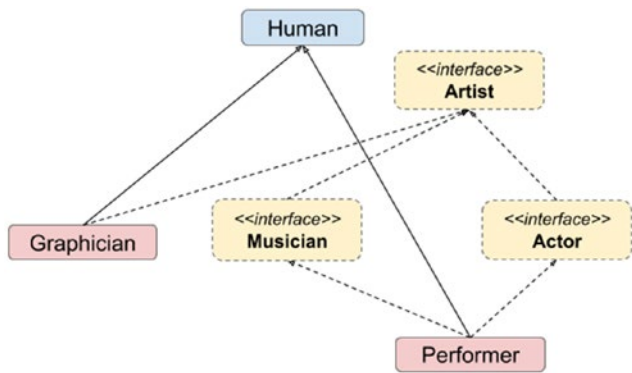 Human
<<interface>>
Artist
Graphician
<<interface>>
Musician
<<interface>>
Actor
Performer